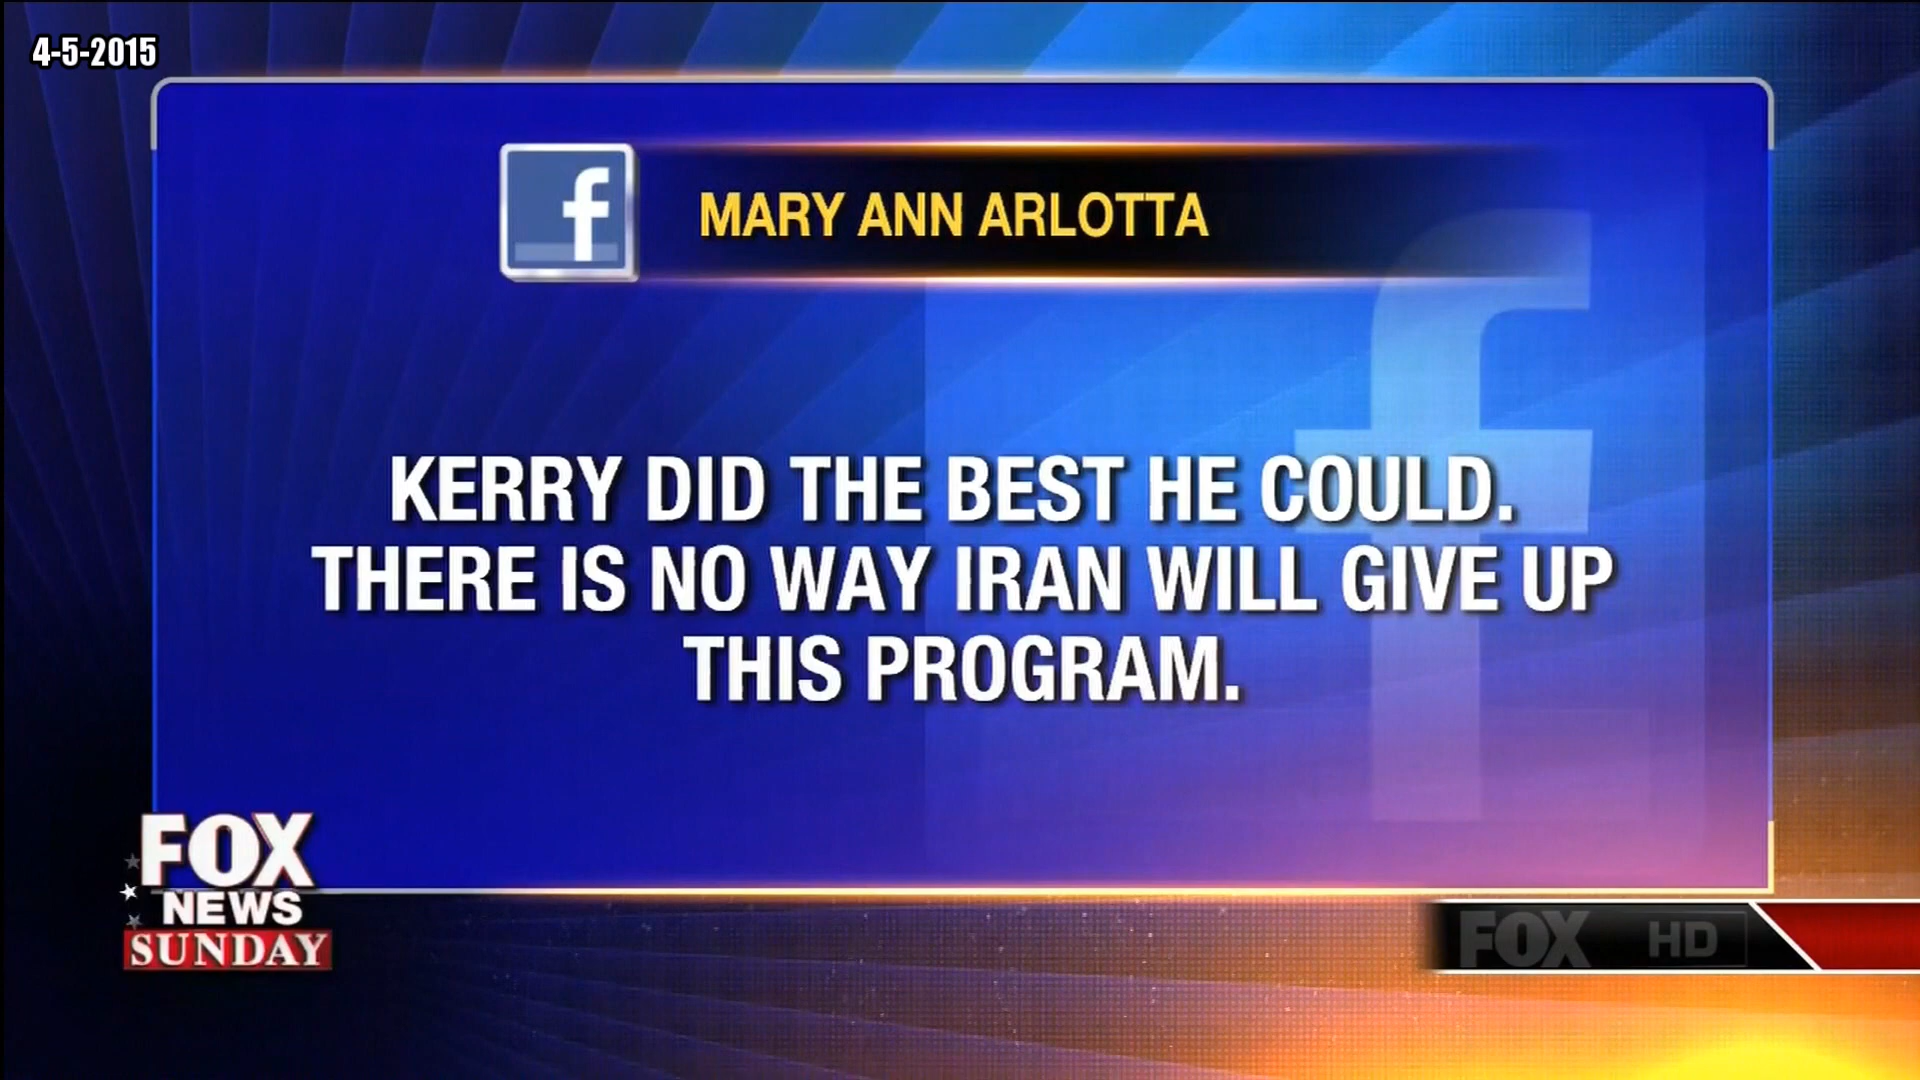 4-5-2015
f
MARY ANN ARLOTTA
KERRY DID THE BEST HE COULD.
THERE IS NO WAY IRAN WILL GIVE UP
THIS PROGRAM.
FOX
NEWS
SUNDAY
FOX HD